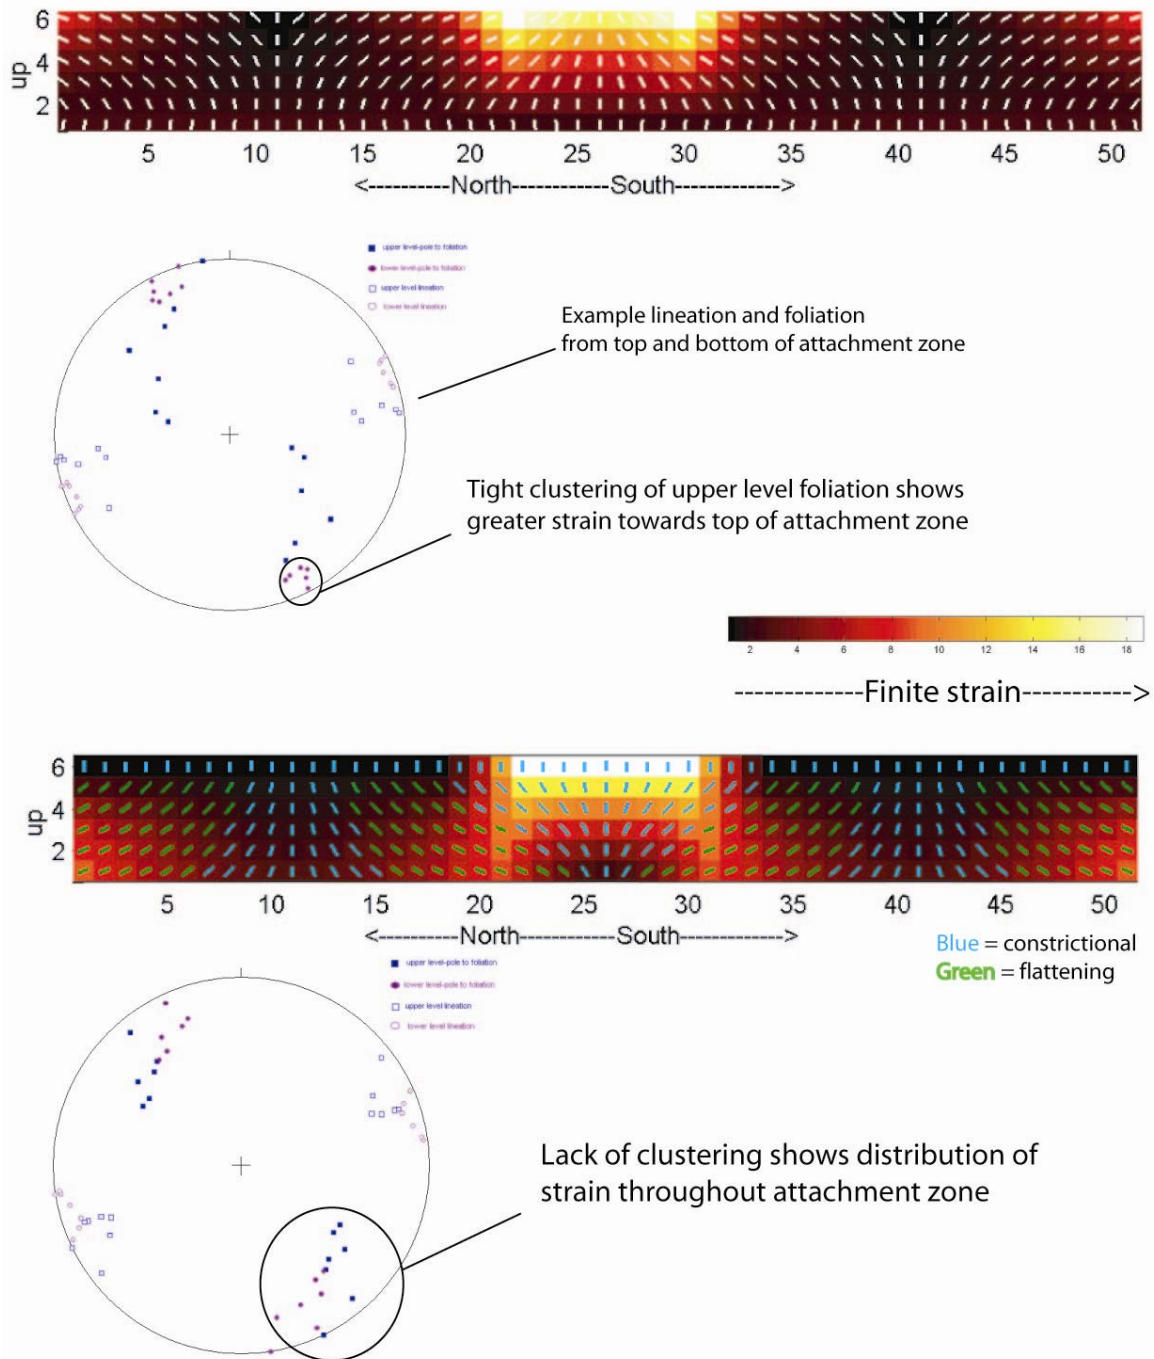 6
4
2
up
5 10 15 20 25 30 35 40 45 50
<----------North-----------South------------>
upper level-pole to foliation
lower level-pole to foliation
upper level lineation
lower level lineation
Example lineation and foliation
from top and bottom of attachment zone
Tight clustering of upper level foliation shows
greater strain towards top of attachment zone
2 4 6 8 10 12 14 16 18
-------------Finite strain----------->
6
4
2
up
5 10 15 20 25 30 35 40 45 50
<---------North-----------South------------>
Blue = constrictional
Green = flattening
upper level-pole to foliation
lower level-pole to foliation
upper level lineation
lower level lineation
Lack of clustering shows distribution of
strain throughout attachment zone